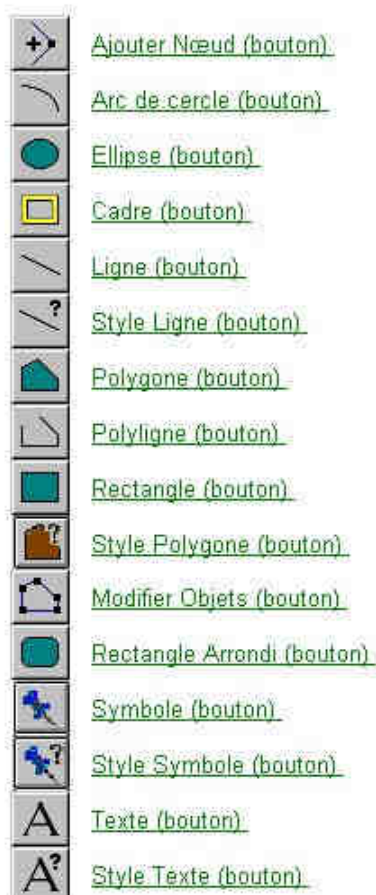 Ajouter Nœud (bouton)
Arc de cercle (bouton)
Ellipse (bouton)
Cadre (bouton)
Ligne (bouton)
? Style Ligne (bouton)
Polygone (bouton)
Polyligne (bouton)
Rectangle (bouton)
? Style Polygone (bouton)
Modifier Objets (bouton)
Rectangle Arrondi (bouton)
Symbole (bouton)
? Style Symbole (bouton)
A Texte (bouton)
A? Style Texte (bouton)